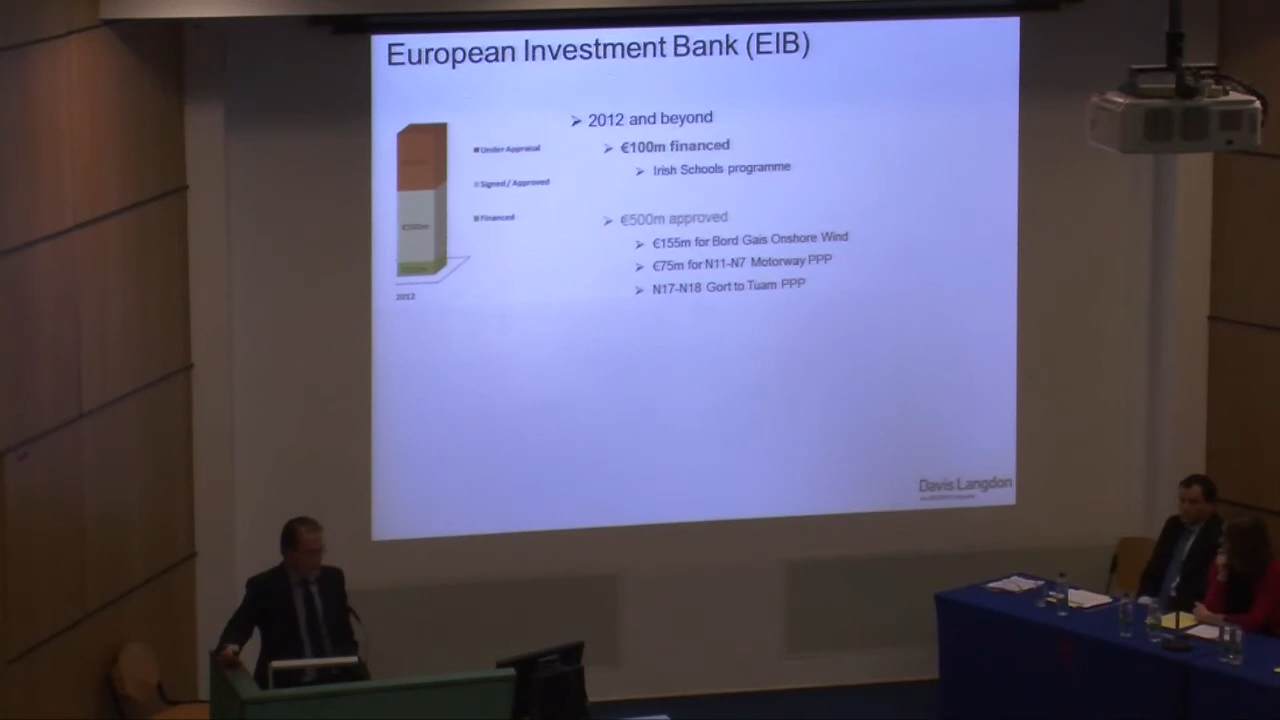 European Investment Bank (EIB)
➢ 2012 and beyond
➢ €100m financed
➢ Irish Schools programme
➢ €500m approved
➢ €155m for Bord Gais Onshore Wind
➢ €75m for N11-N7 Motorway PPP
➢ N17-N18 Gort to Tuam PPP
Under Appraisal
Signed / Approved
Financed
€500m
2012
Davis Langdon